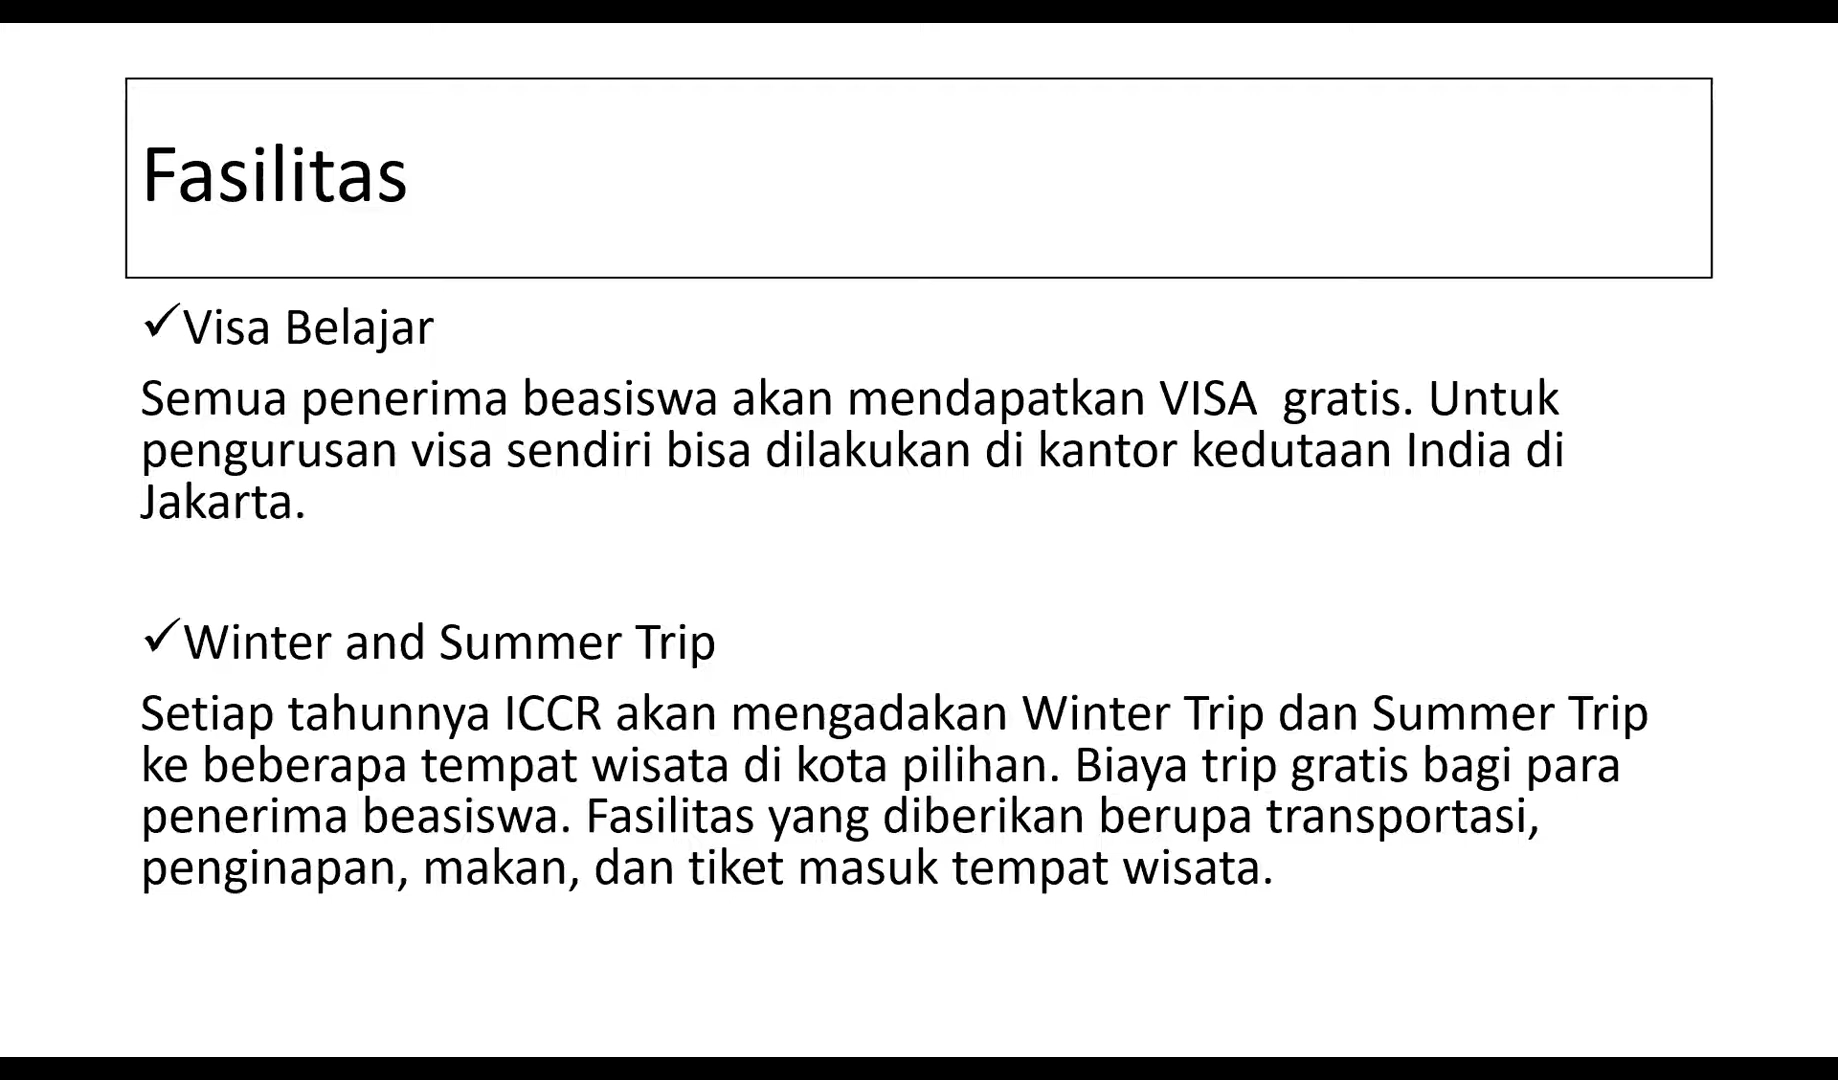 Fasilitas
✓Visa Belajar
Semua penerima beasiswa akan mendapatkan VISA  gratis. Untuk
pengurusan visa sendiri bisa dilakukan di kantor kedutaan India di
Jakarta.
✓Winter and Summer Trip
Setiap tahunnya ICCR akan mengadakan Winter Trip dan Summer Trip
ke beberapa tempat wisata di kota pilihan. Biaya trip gratis bagi para
penerima beasiswa. Fasilitas yang diberikan berupa transportasi,
penginapan, makan, dan tiket masuk tempat wisata.